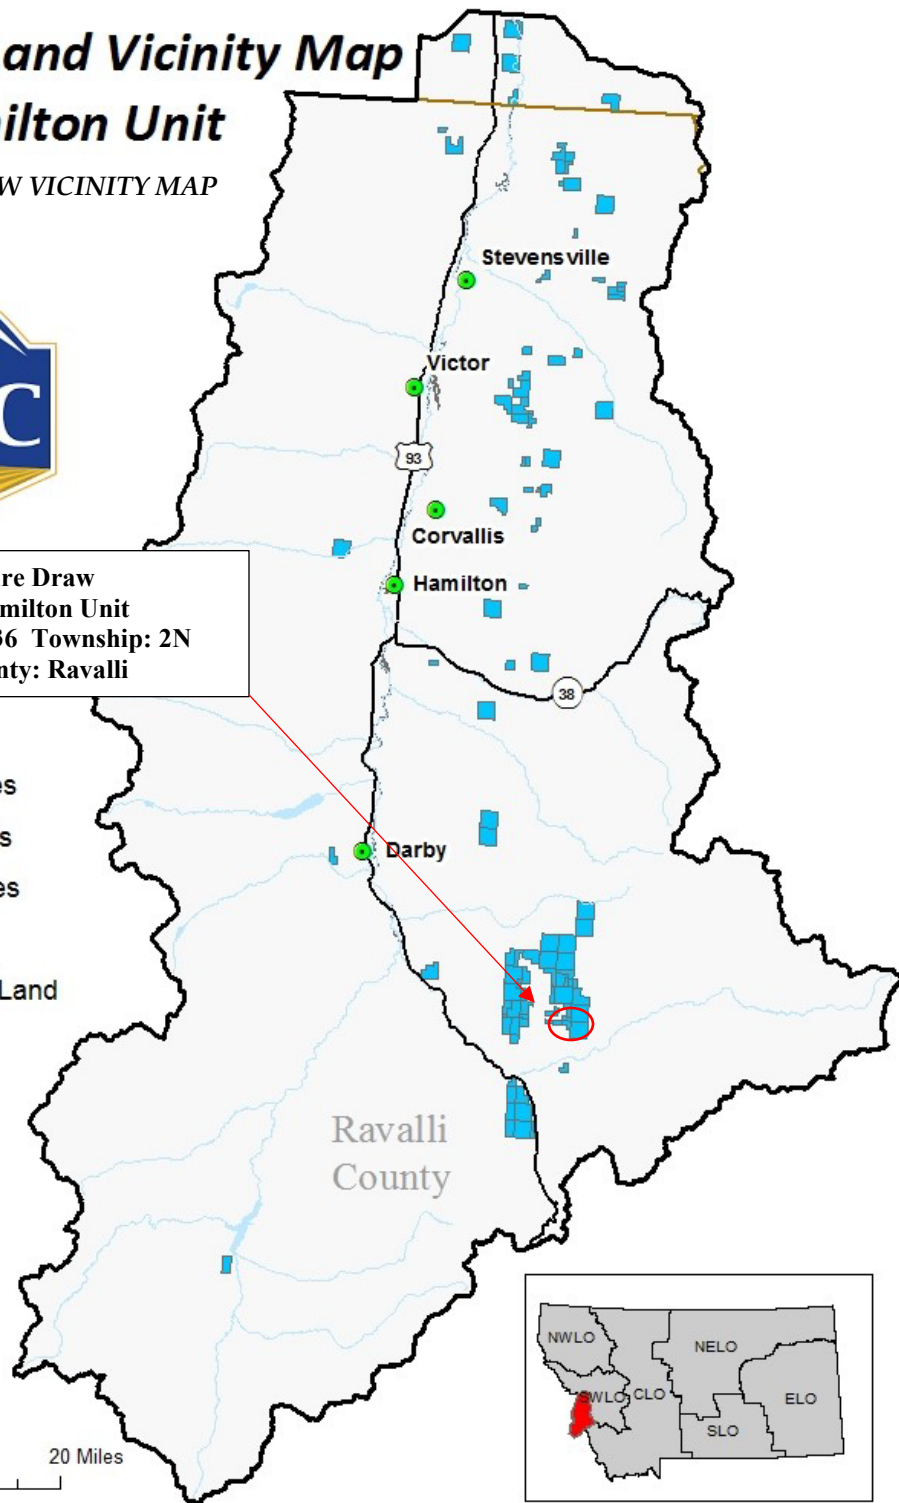 and Vicinity Map
ilton Unit
W VICINITY MAP
Stevensville
Victor
C
93
Corvallis
re Draw
milton Unit
36 Township: 2N
nty: Ravalli
Hamilton
38
es
s
es
Darby
Land
Ravalli
County
NWLO
NELO
SWLO
CLO
ELO
SLO
20 Miles